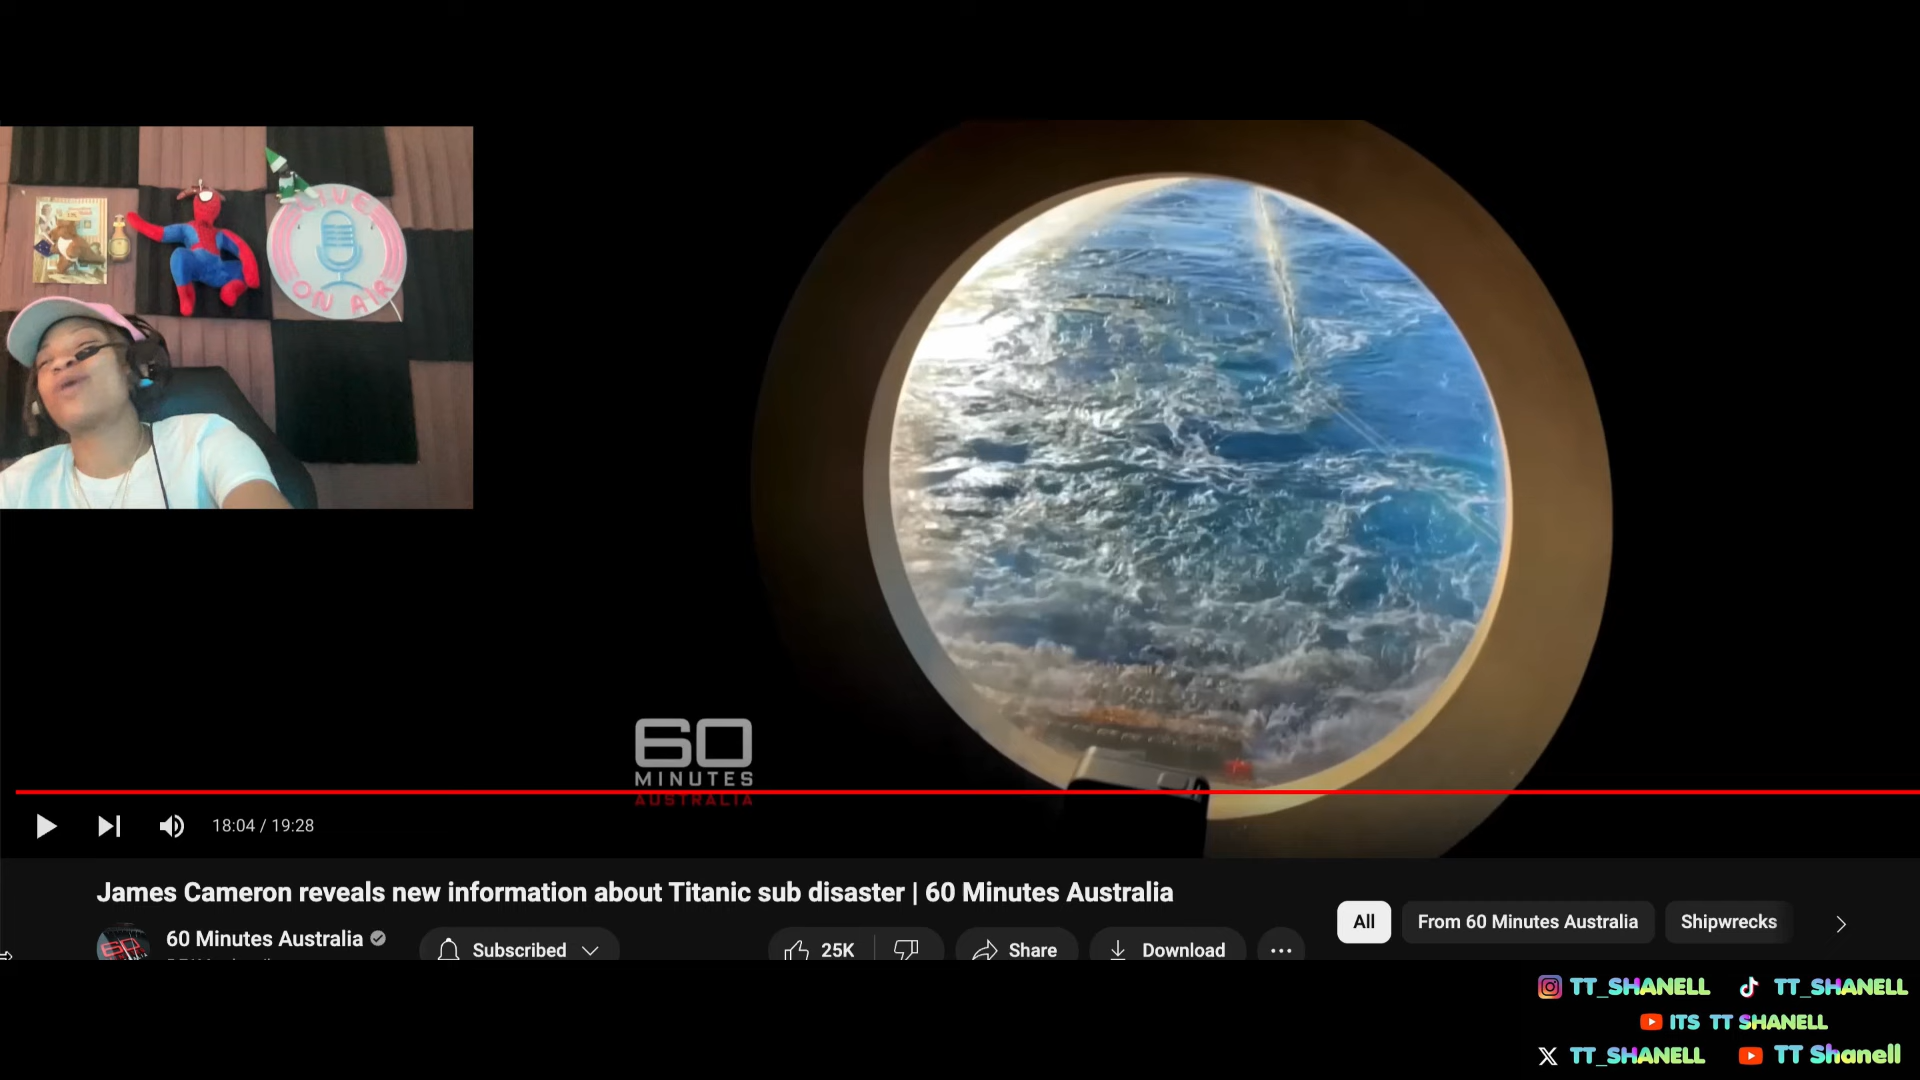 LIVE
ON AIR
60
MINUTES
AUSTRALIA
18:04 / 19:28
James Cameron reveals new information about Titanic sub disaster | 60 Minutes Australia
60 Minutes Australia
Subscribed
25K
Share
Download
All
From 60 Minutes Australia
Shipwrecks
TT_SHANELL
TT_SHANELL
ITS TT SHANELL
TT_SHANELL
TT Shanell